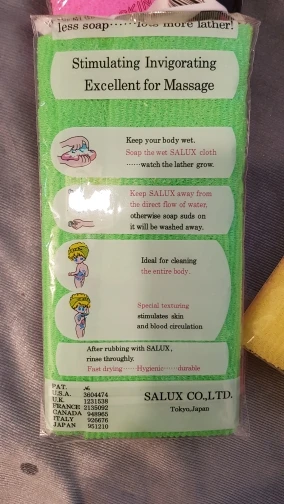 less soap······lots more lather!
Stimulating Invigorating
Excellent for Massage
Keep your body wet.
Soap the wet SALUX cloth
······watch the lather grow.
Keep SALUX away from
the direct flow of water,
otherwise soap suds on
it will be washed away.
Ideal for cleaning
the entire body.
Special texturing
stimulates skin
and blood circulation
After rubbing with SALUX,
rinse thoroughly.
Fast drying······Hygienic······durable
PAT. №
U.S.A. 3604474
U.K. 1231538
FRANCE 2135092
CANADA 948965
ITALY 926676
JAPAN 951210
SALUX CO.,LTD.
Tokyo,Japan